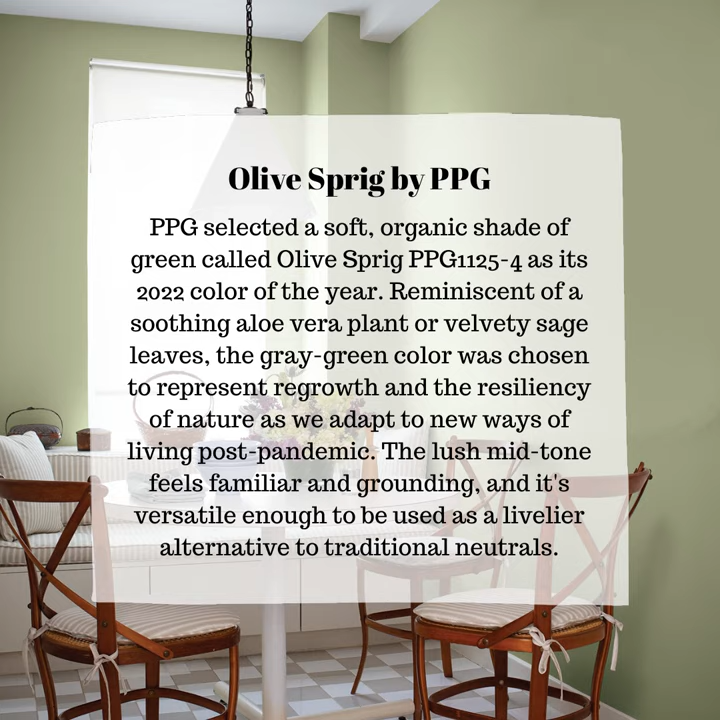 Olive Sprig by PPG
PPG selected a soft, organic shade of
green called Olive Sprig PPG1125-4 as its
2022 color of the year. Reminiscent of a
soothing aloe vera plant or velvety sage
leaves, the gray-green color was chosen
to represent regrowth and the resiliency
of nature as we adapt to new ways of
living post-pandemic. The lush mid-tone
feels familiar and grounding, and it's
versatile enough to be used as a livelier
alternative to traditional neutrals.